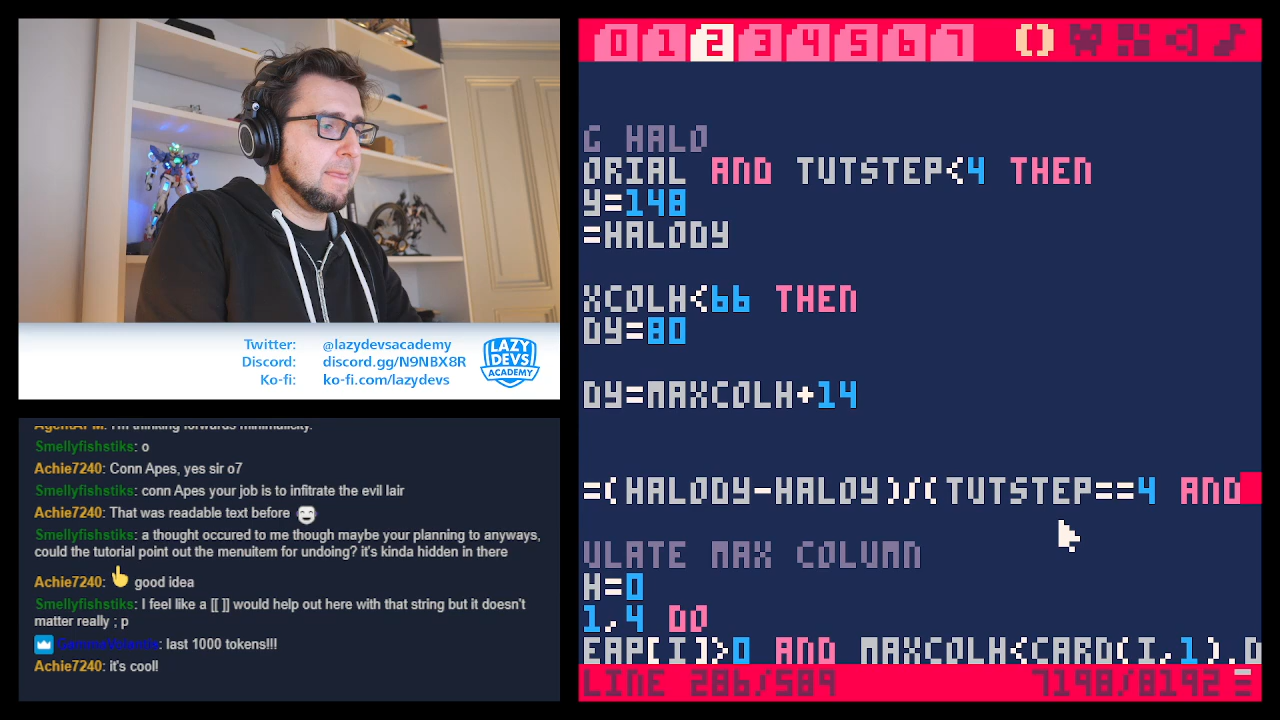 Twitter: @lazydevsacademy
Discord: discord.gg/N9NBX8R
Ko-fi: ko-fi.com/lazydevs
LAZY
DEVS
ACADEMY
AgentAPM: I'm thinking forwards minimalicity.
Smellyfishstiks: o
Achie7240: Conn Apes, yes sir o7
Smellyfishstiks: conn Apes your job is to infitrate the evil lair
Achie7240: That was readable text before
Smellyfishstiks: a thought occured to me though maybe your planning to anyways,
could the tutorial point out the menuitem for undoing? it's kinda hidden in there
Achie7240: good idea
Smellyfishstiks: I feel like a [[ ]] would help out here with that string but it doesn't
matter really ; p
GammaVolantis: last 1000 tokens!!!
Achie7240: it's cool!
0 1 2 3 4 5 6 7 ()
G HALO
ORIAL AND TUTSTEP<4 THEN
Y=148
=HALODY
XCOLH<66 THEN
DY=80
DY=MAXCOLH+14
=(HALODY-HALOY)/(TUTSTEP==4 AND
ULATE MAX COLUMN
H=0
1,4 DO
EAP[I]>0 AND MAXCOLH<CARD(I,1).D
LINE 286/589 7198/8192